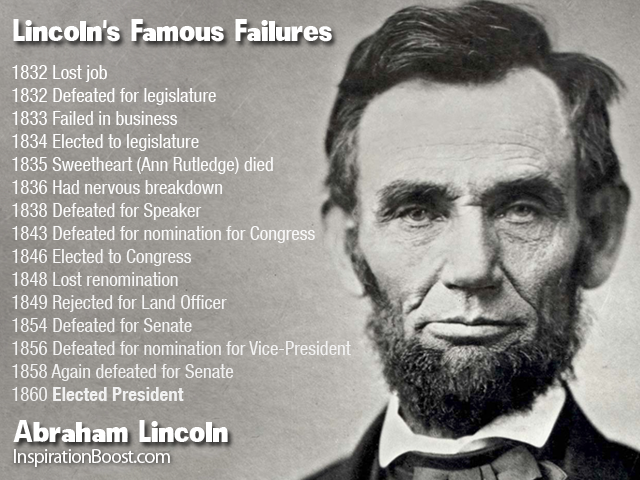 Lincoln's Famous Failures
1832 Lost job
1832 Defeated for legislature
1833 Failed in business
1834 Elected to legislature
1835 Sweetheart (Ann Rutledge) died
1836 Had nervous breakdown
1838 Defeated for Speaker
1843 Defeated for nomination for Congress
1846 Elected to Congress
1848 Lost renomination
1849 Rejected for Land Officer
1854 Defeated for Senate
1856 Defeated for nomination for Vice-President
1858 Again defeated for Senate
1860 Elected President
Abraham Lincoln
InspirationBoost.com